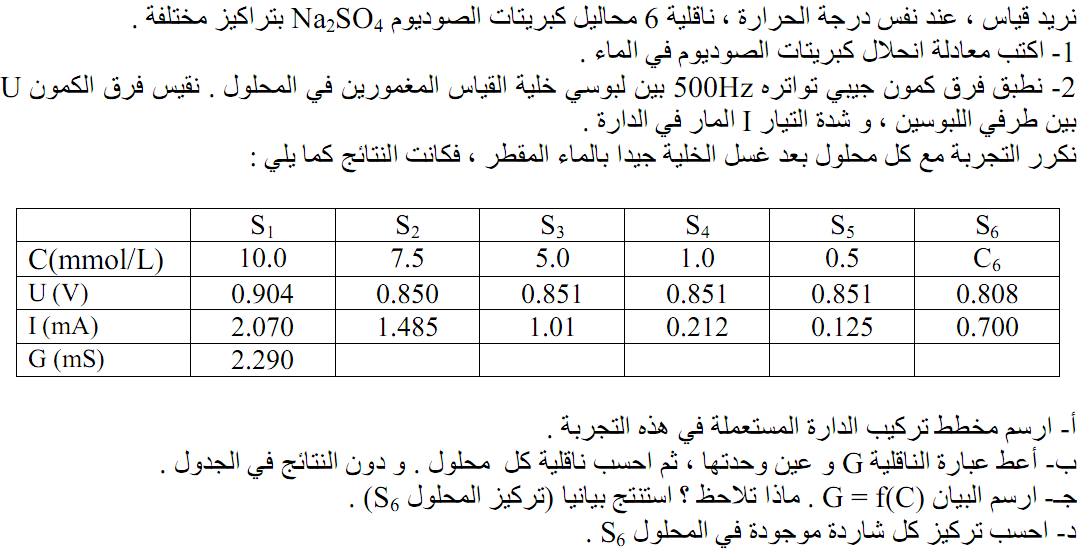 نريد قياس ، عند نفس درجة الحرارة ، ناقلية 6 محاليل كبريتات الصوديوم Na₂SO₄ بتراكيز مختلفة .
1- اكتب معادلة انحلال كبريتات الصوديوم في الماء .
2- نطبق فرق كمون جيبي تواتره 500Hz بين لبوسي خلية القياس المغمورين في المحلول . نقيس فرق الكمون U
بين طرفي اللبوسين ، و شدة التيار I المار في الدارة .
نكرر التجربة مع كل محلول بعد غسل الخلية جيدا بالماء المقطر ، فكانت النتائج كما يلي :
S₁ S₂ S₃ S₄ S₅ S₆
C(mmol/L) 10.0 7.5 5.0 1.0 0.5 C₆
U (V) 0.904 0.850 0.851 0.851 0.851 0.808
I (mA) 2.070 1.485 1.01 0.212 0.125 0.700
G (mS) 2.290
أ- ارسم مخطط تركيب الدارة المستعملة في هذه التجربة .
ب- أعط عبارة الناقلية G و عين وحدتها ، ثم احسب ناقلية كل محلول . و دون النتائج في الجدول .
جـ- ارسم البيان G = f(C) . ماذا تلاحظ ؟ استنتج بيانيا (تركيز المحلول S₆) .
د- احسب تركيز كل شاردة موجودة في المحلول S₆ .